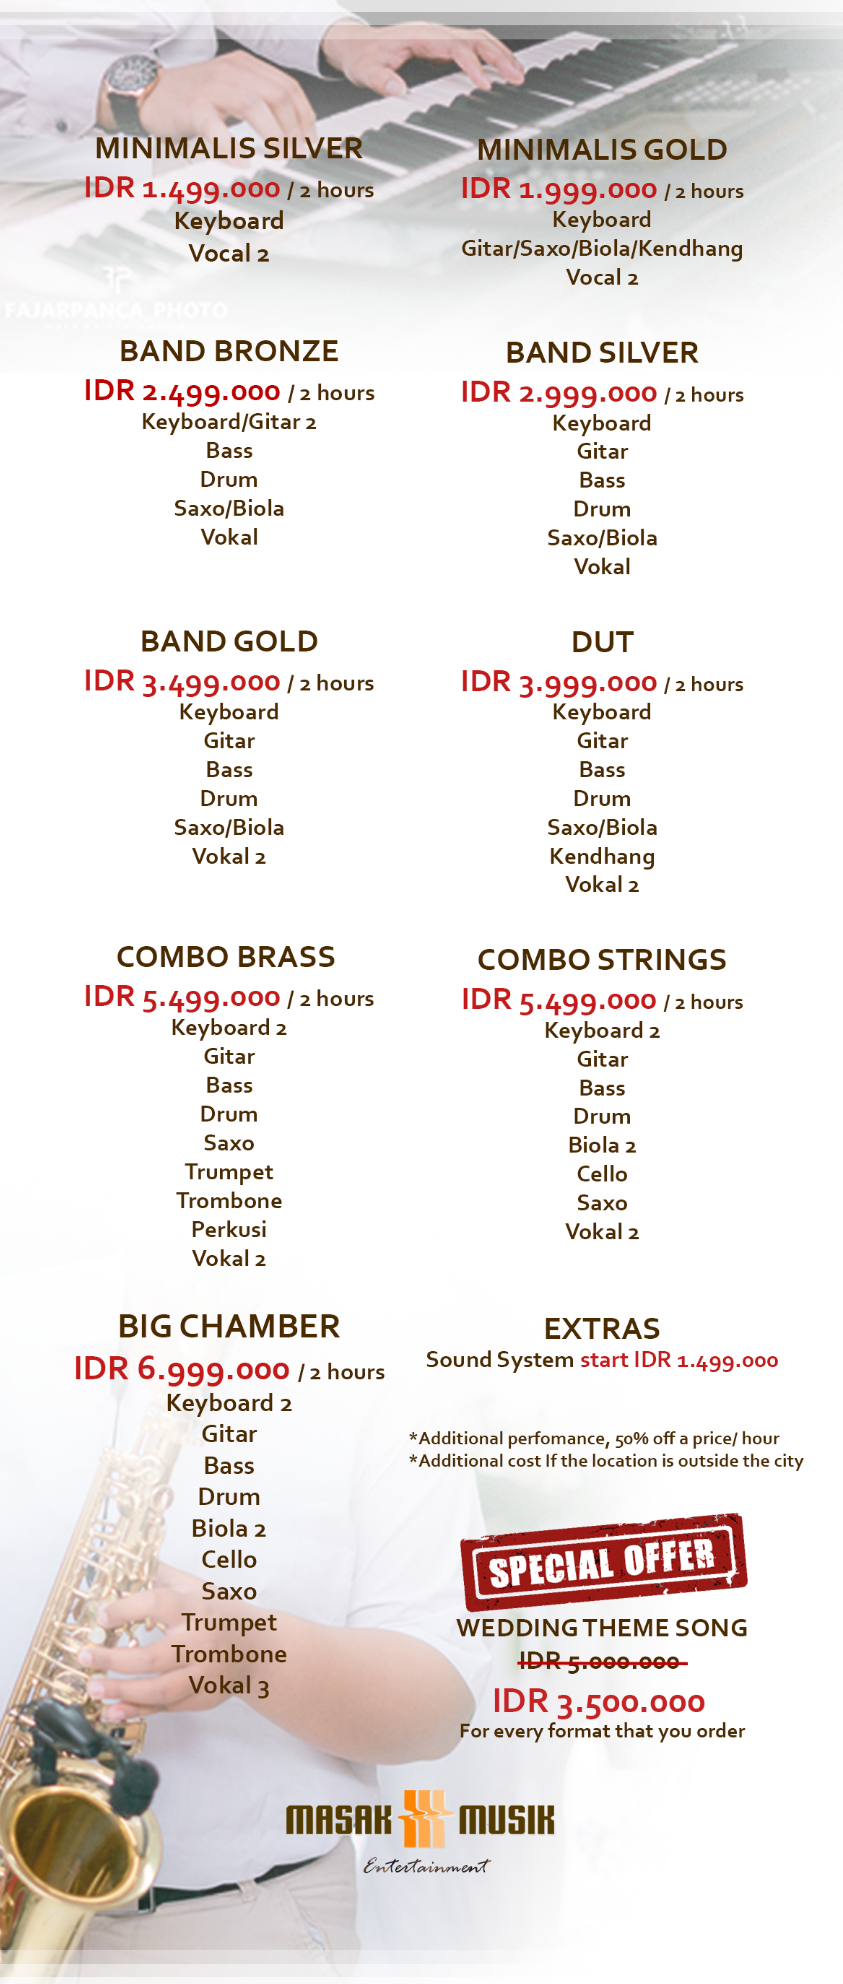 MINIMALIS SILVER
IDR 1.499.000 / 2 hours
Keyboard
Vocal 2
MINIMALIS GOLD
IDR 1.999.000 / 2 hours
Keyboard
Gitar/Saxo/Biola/Kendhang
Vocal 2
FAJARPANCA_PHOTO
BAND BRONZE
IDR 2.499.000 / 2 hours
Keyboard/Gitar 2
Bass
Drum
Saxo/Biola
Vokal
BAND SILVER
IDR 2.999.000 / 2 hours
Keyboard
Gitar
Bass
Drum
Saxo/Biola
Vokal
BAND GOLD
IDR 3.499.000 / 2 hours
Keyboard
Gitar
Bass
Drum
Saxo/Biola
Vokal 2
DUT
IDR 3.999.000 / 2 hours
Keyboard
Gitar
Bass
Drum
Saxo/Biola
Kendhang
Vokal 2
COMBO BRASS
IDR 5.499.000 / 2 hours
Keyboard 2
Gitar
Bass
Drum
Saxo
Trumpet
Trombone
Perkusi
Vokal 2
COMBO STRINGS
IDR 5.499.000 / 2 hours
Keyboard 2
Gitar
Bass
Drum
Biola 2
Cello
Saxo
Vokal 2
BIG CHAMBER
IDR 6.999.000 / 2 hours
Keyboard 2
Gitar
Bass
Drum
Biola 2
Cello
Saxo
Trumpet
Trombone
Vokal 3
EXTRAS
Sound System start IDR 1.499.000
*Additional perfomance, 50% off a price/ hour
*Additional cost If the location is outside the city
SPECIAL OFFER
WEDDING THEME SONG
IDR 5.000.000
IDR 3.500.000
For every format that you order
MASAK MUSIK
Entertainment